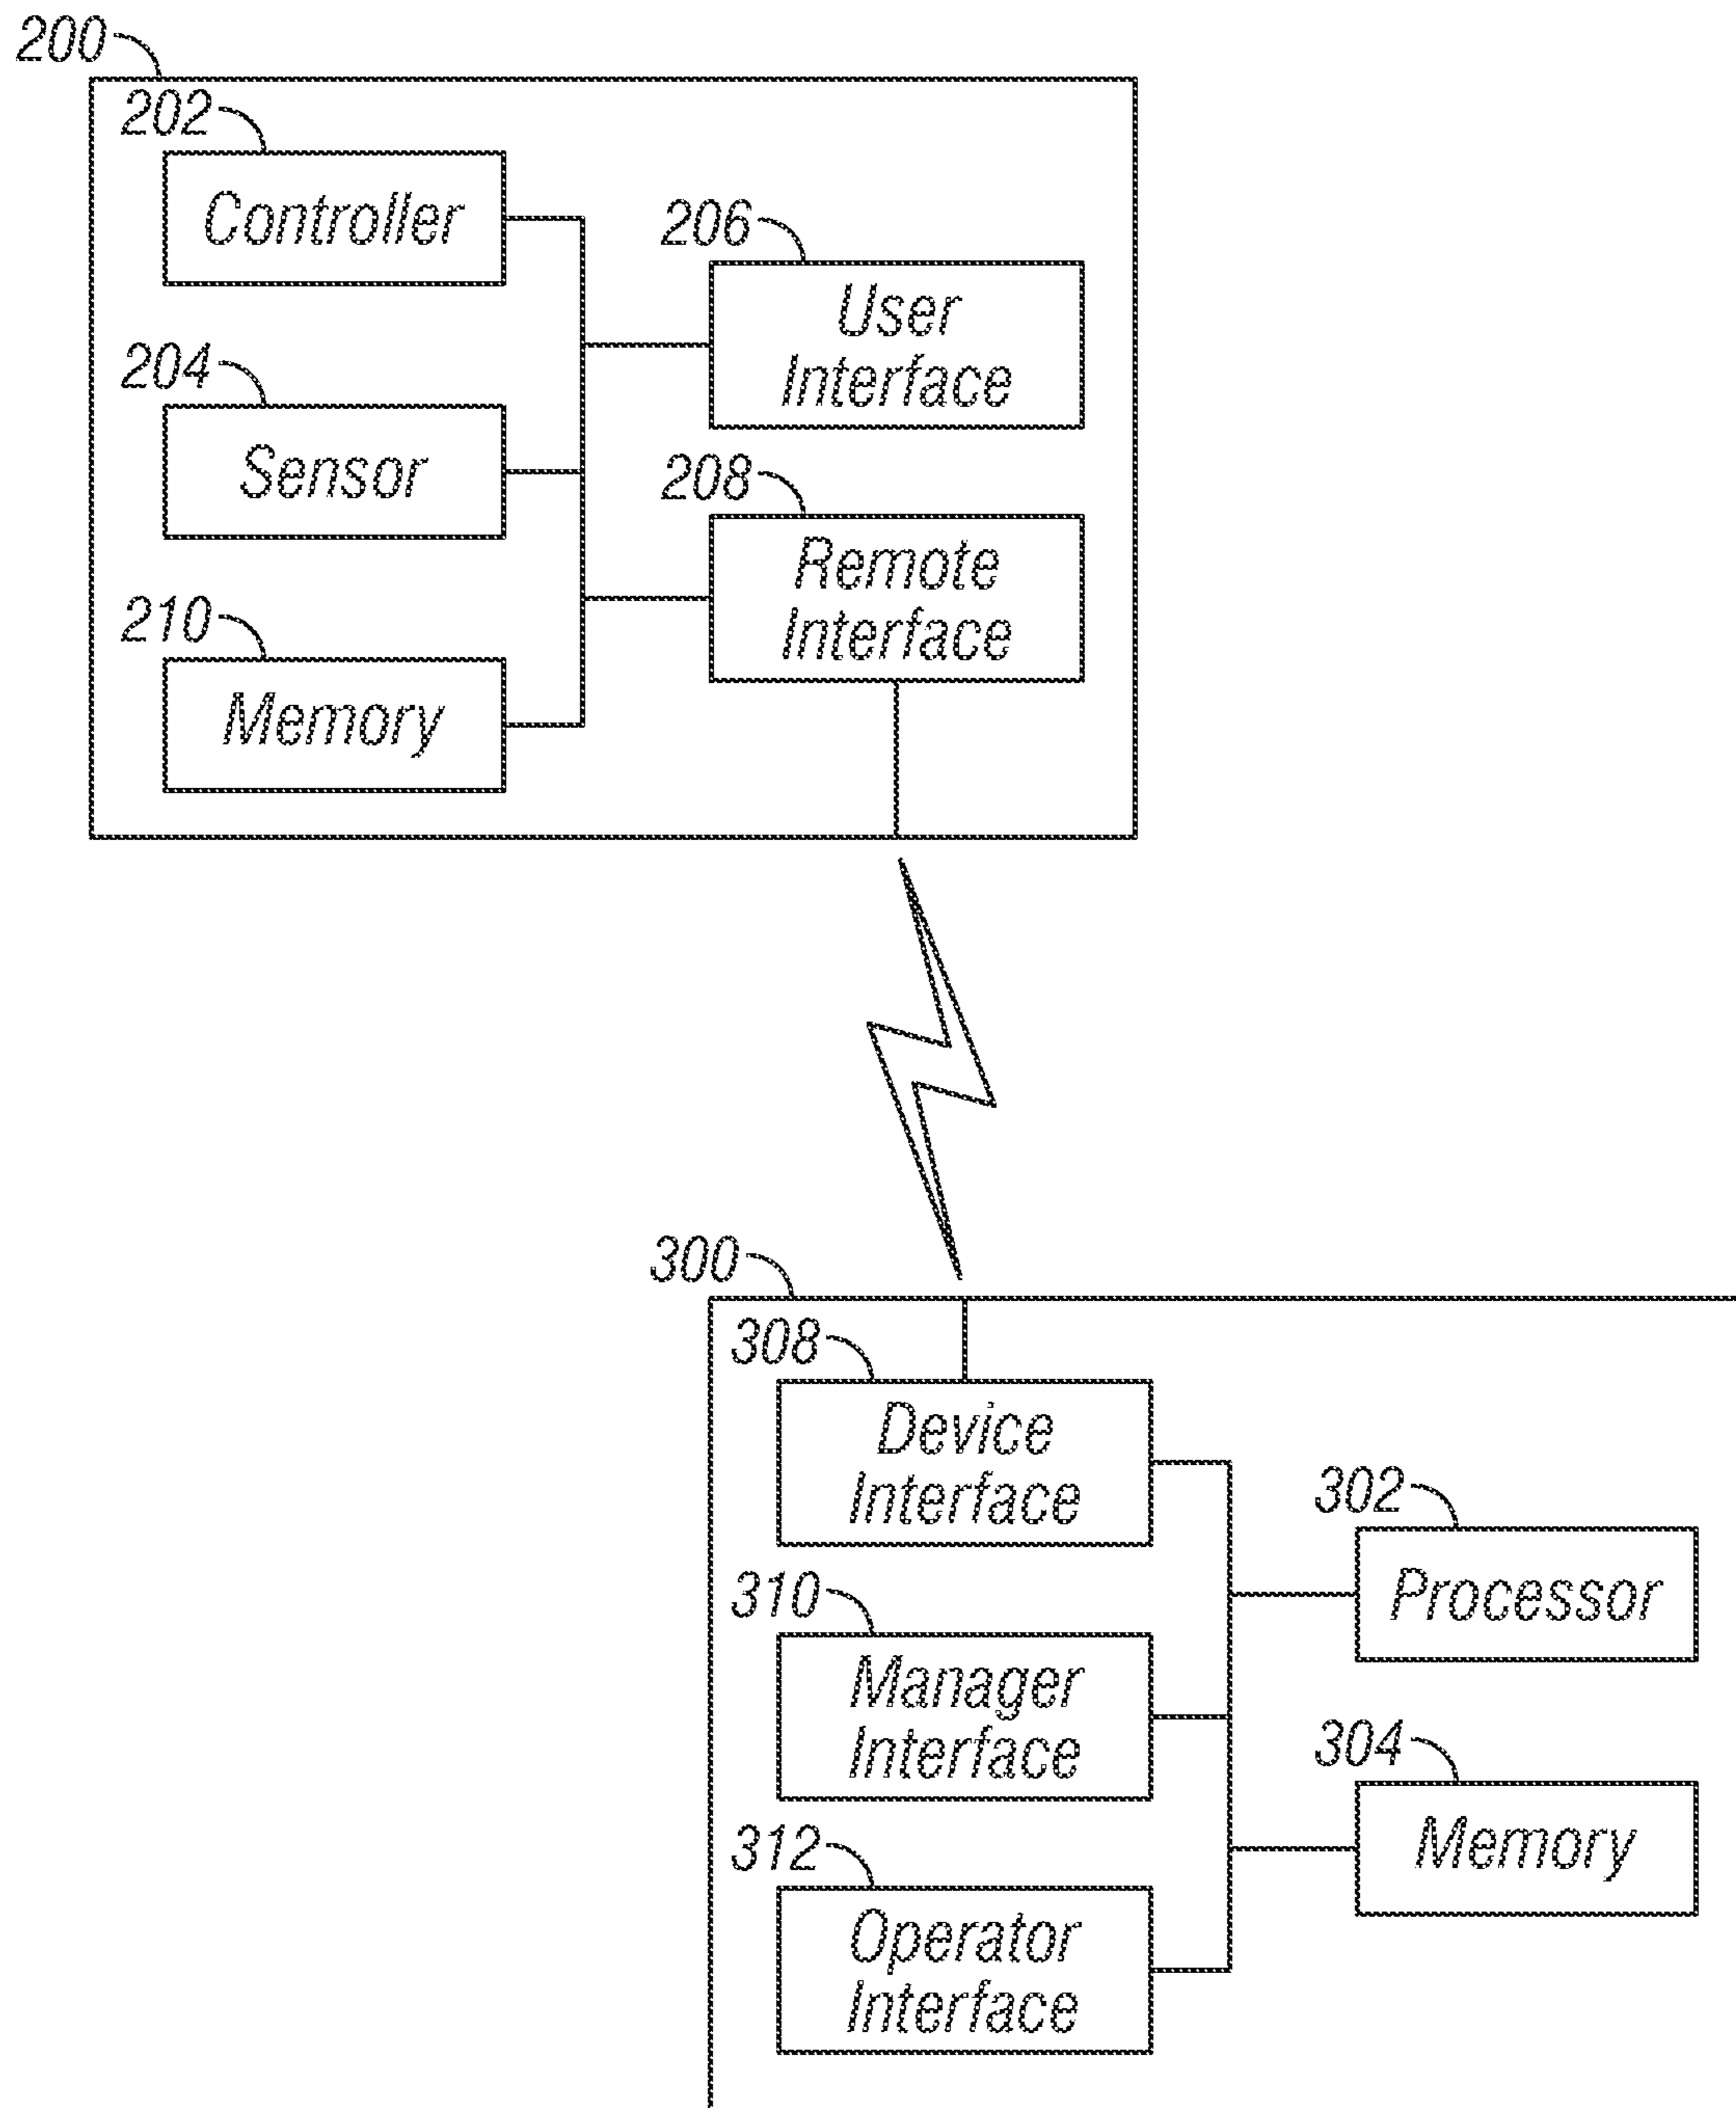 200
202
Controller
206
User
Interface
204
Sensor
208
Remote
Interface
210
Memory
300
308
Device
Interface
302
Processor
310
Manager
Interface
304
Memory
312
Operator
Interface